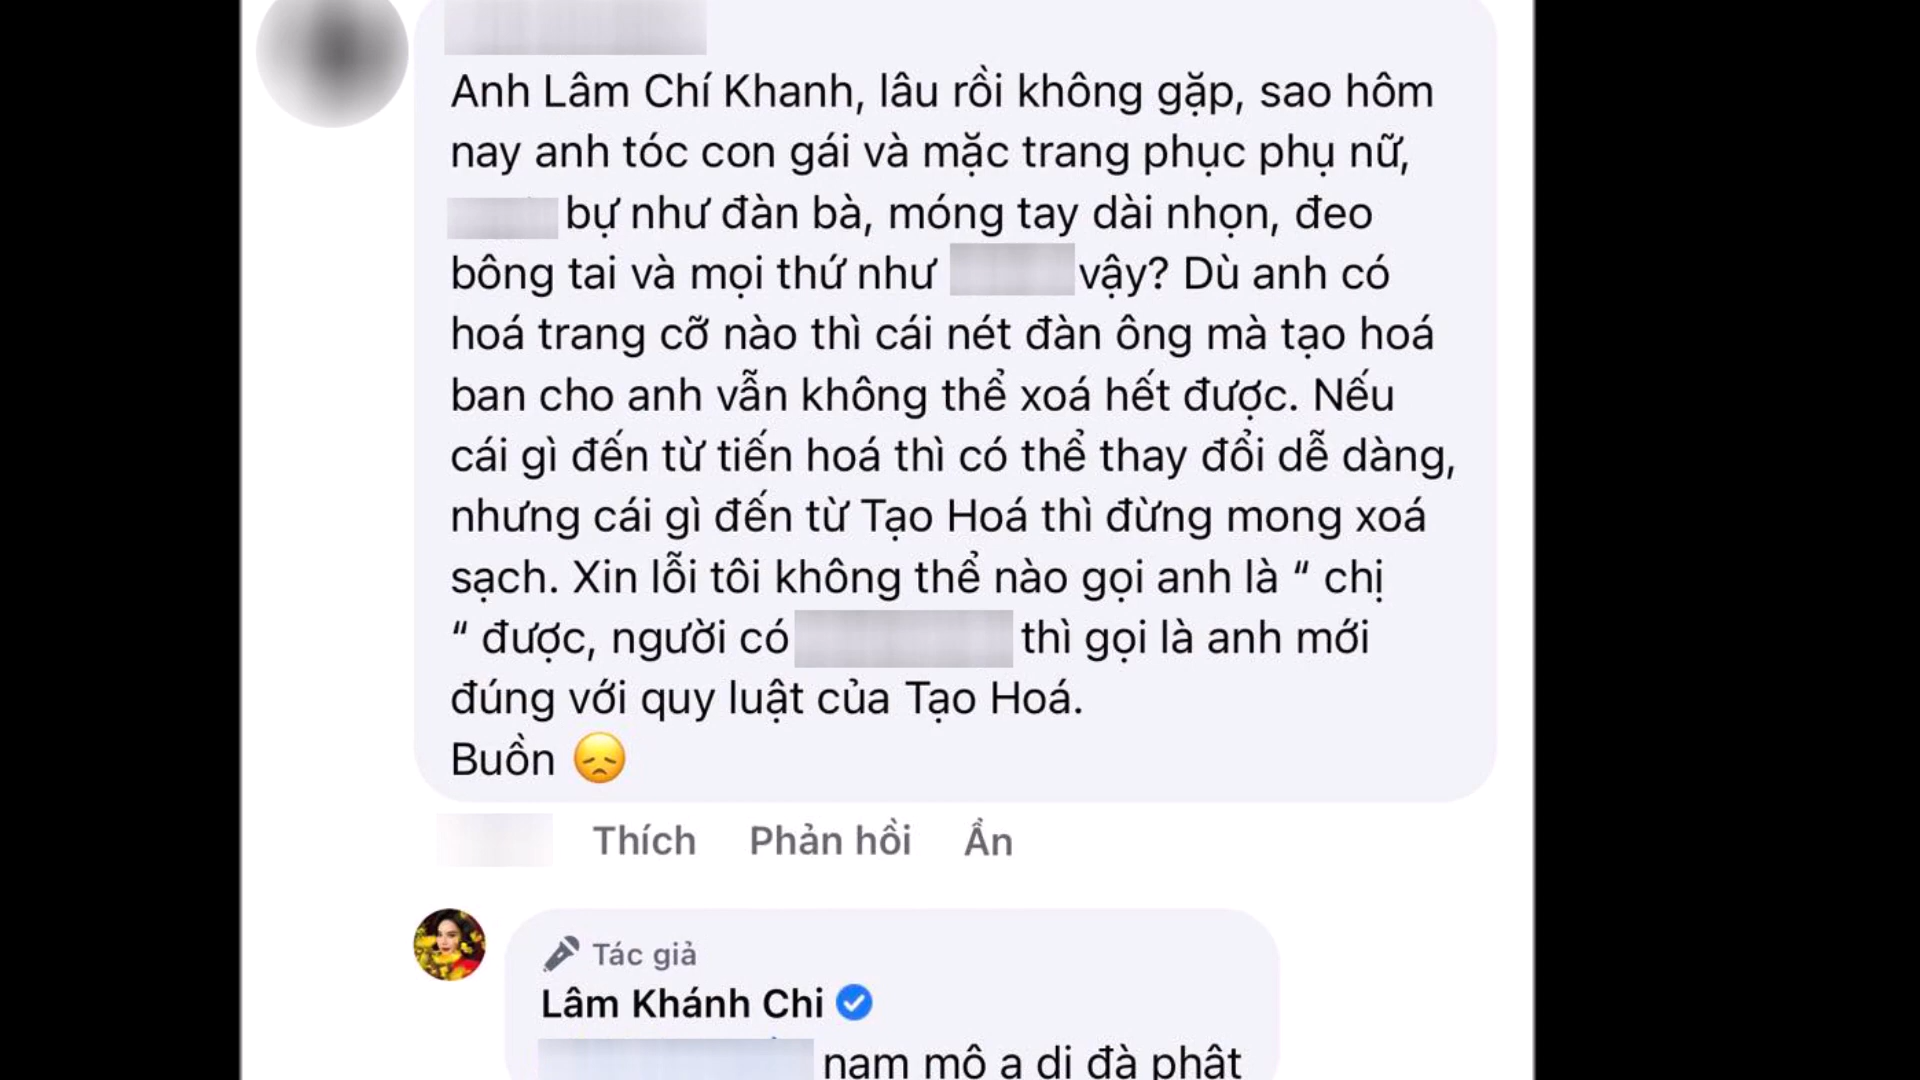 Anh Lâm Chí Khanh, lâu rồi không gặp, sao hôm
nay anh tóc con gái và mặc trang phục phụ nữ,
bự như đàn bà, móng tay dài nhọn, đeo
bông tai và mọi thứ như vậy? Dù anh có
hoá trang cỡ nào thì cái nét đàn ông mà tạo hoá
ban cho anh vẫn không thể xoá hết được. Nếu
cái gì đến từ tiến hoá thì có thể thay đổi dễ dàng,
nhưng cái gì đến từ Tạo Hoá thì đừng mong xoá
sạch. Xin lỗi tôi không thể nào gọi anh là “ chị
“ được, người có thì gọi là anh mới
đúng với quy luật của Tạo Hoá.
Buồn 😞
Thích Phản hồi Ẩn
Tác giả
Lâm Khánh Chi
nam mô a di đà phật